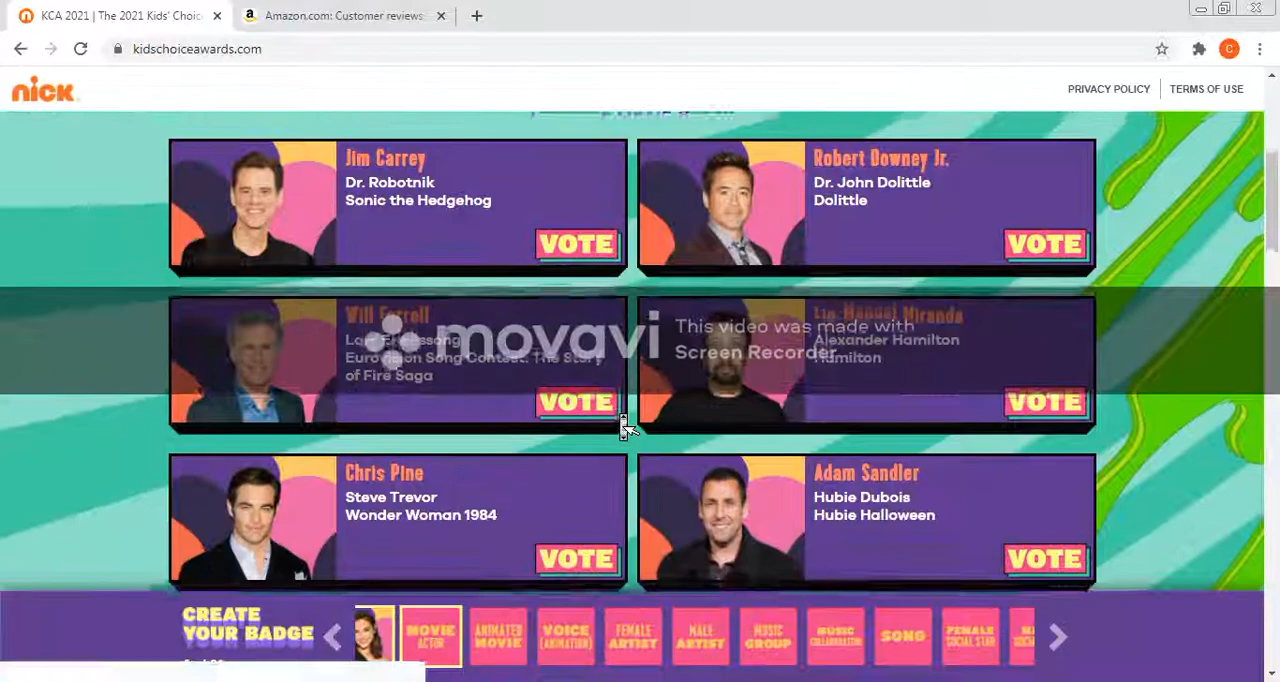 KCA 2021 | The 2021 Kids' Choic
Amazon.com: Customer reviews
kidschoiceawards.com
C
nick
PRIVACY POLICY
TERMS OF USE
Jim Carrey
Dr. Robotnik
Sonic the Hedgehog
VOTE
Robert Downey Jr.
Dr. John Dolittle
Dolittle
VOTE
Will Ferrell
Eurovision Song Contest: The Story
of Fire Saga
VOTE
Lin-Manuel Miranda
Alexander Hamilton
Hamilton
VOTE
movavi
This video was made with
Screen Recorder
Chris Pine
Steve Trevor
Wonder Woman 1984
VOTE
Adam Sandler
Hubie Dubois
Hubie Halloween
VOTE
CREATE
YOUR BADGE
MOVIE
ACTOR
ANIMATED
MOVIE
VOICE
(ANIMATION)
FEMALE
ARTIST
MALE
ARTIST
MUSIC
GROUP
MUSIC
COLLABORATION
SONG
FEMALE
SOCIAL STAR